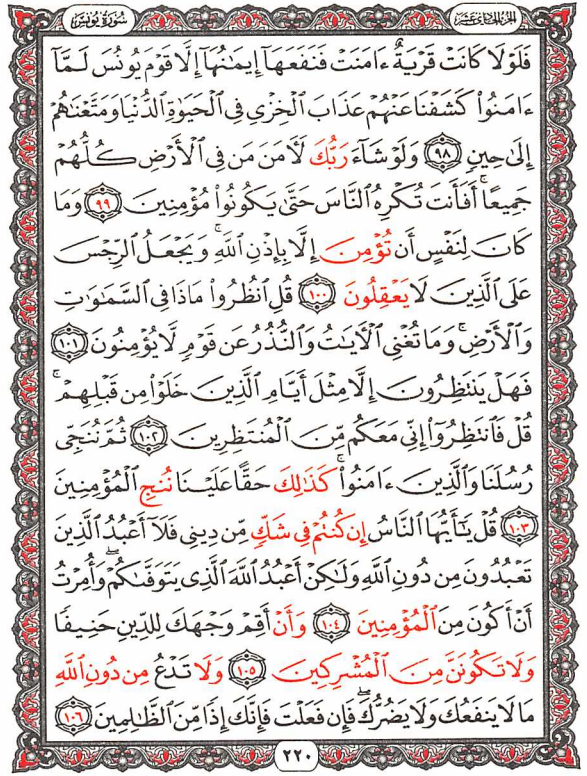 الجزء الحادي عشر
سورة يونس
فَلَوْلَا كَانَتْ قَرْيَةٌ ءَامَنَتْ فَنَفَعَهَآ إِيمَٰنُهَآ إِلَّا قَوْمَ يُونُسَ لَمَّآ
ءَامَنُوا۟ كَشَفْنَا عَنْهُمْ عَذَابَ ٱلْخِزْىِ فِى ٱلْحَيَوٰةِ ٱلدُّنْيَا وَمَتَّعْنَٰهُمْ
إِلَىٰ حِينٍ ٩٨ وَلَوْ شَآءَ رَبُّكَ لَءَامَنَ مَن فِى ٱلْأَرْضِ كُلُّهُمْ
جَمِيعًا ۚ أَفَأَنتَ تُكْرِهُ ٱلنَّاسَ حَتَّىٰ يَكُونُوا۟ مُؤْمِنِينَ ٩٩ وَمَا
كَانَ لِنَفْسٍ أَن تُؤْمِنَ إِلَّا بِإِذْنِ ٱللَّهِ ۚ وَيَجْعَلُ ٱلرِّجْسَ
عَلَى ٱلَّذِينَ لَا يَعْقِلُونَ ١٠٠ قُلِ ٱنظُرُوا۟ مَاذَا فِى ٱلسَّمَٰوَٰتِ
وَٱلْأَرْضِ ۚ وَمَا تُغْنِى ٱلْءَايَٰتُ وَٱلنُّذُرُ عَن قَوْمٍ لَّا يُؤْمِنُونَ ١٠١
فَهَلْ يَنتَظِرُونَ إِلَّا مِثْلَ أَيَّامِ ٱلَّذِينَ خَلَوْا۟ مِن قَبْلِهِمْ ۚ
قُلْ فَٱنتَظِرُوٓا۟ إِنِّى مَعَكُم مِّنَ ٱلْمُنتَظِرِينَ ١٠٢ ثُمَّ نُنَجِّى
رُسُلَنَا وَٱلَّذِينَ ءَامَنُوا۟ ۚ كَذَٰلِكَ حَقًّا عَلَيْنَا نُنجِ ٱلْمُؤْمِنِينَ
١٠٣ قُلْ يَٰٓأَيُّهَا ٱلنَّاسُ إِن كُنتُمْ فِى شَكٍّ مِّن دِينِى فَلَآ أَعْبُدُ ٱلَّذِينَ
تَعْبُدُونَ مِن دُونِ ٱللَّهِ وَلَٰكِنْ أَعْبُدُ ٱللَّهَ ٱلَّذِى يَتَوَفَّىٰكُمْ ۖ وَأُمِرْتُ
أَنْ أَكُونَ مِنَ ٱلْمُؤْمِنِينَ ١٠٤ وَأَنْ أَقِمْ وَجْهَكَ لِلدِّينِ حَنِيفًا
وَلَا تَكُونَنَّ مِنَ ٱلْمُشْرِكِينَ ١٠٥ وَلَا تَدْعُ مِن دُونِ ٱللَّهِ
مَا لَا يَنفَعُكَ وَلَا يَضُرُّكَ ۖ فَإِن فَعَلْتَ فَإِنَّكَ إِذًا مِّنَ ٱلظَّٰلِمِينَ ١٠٦
٢٢٠